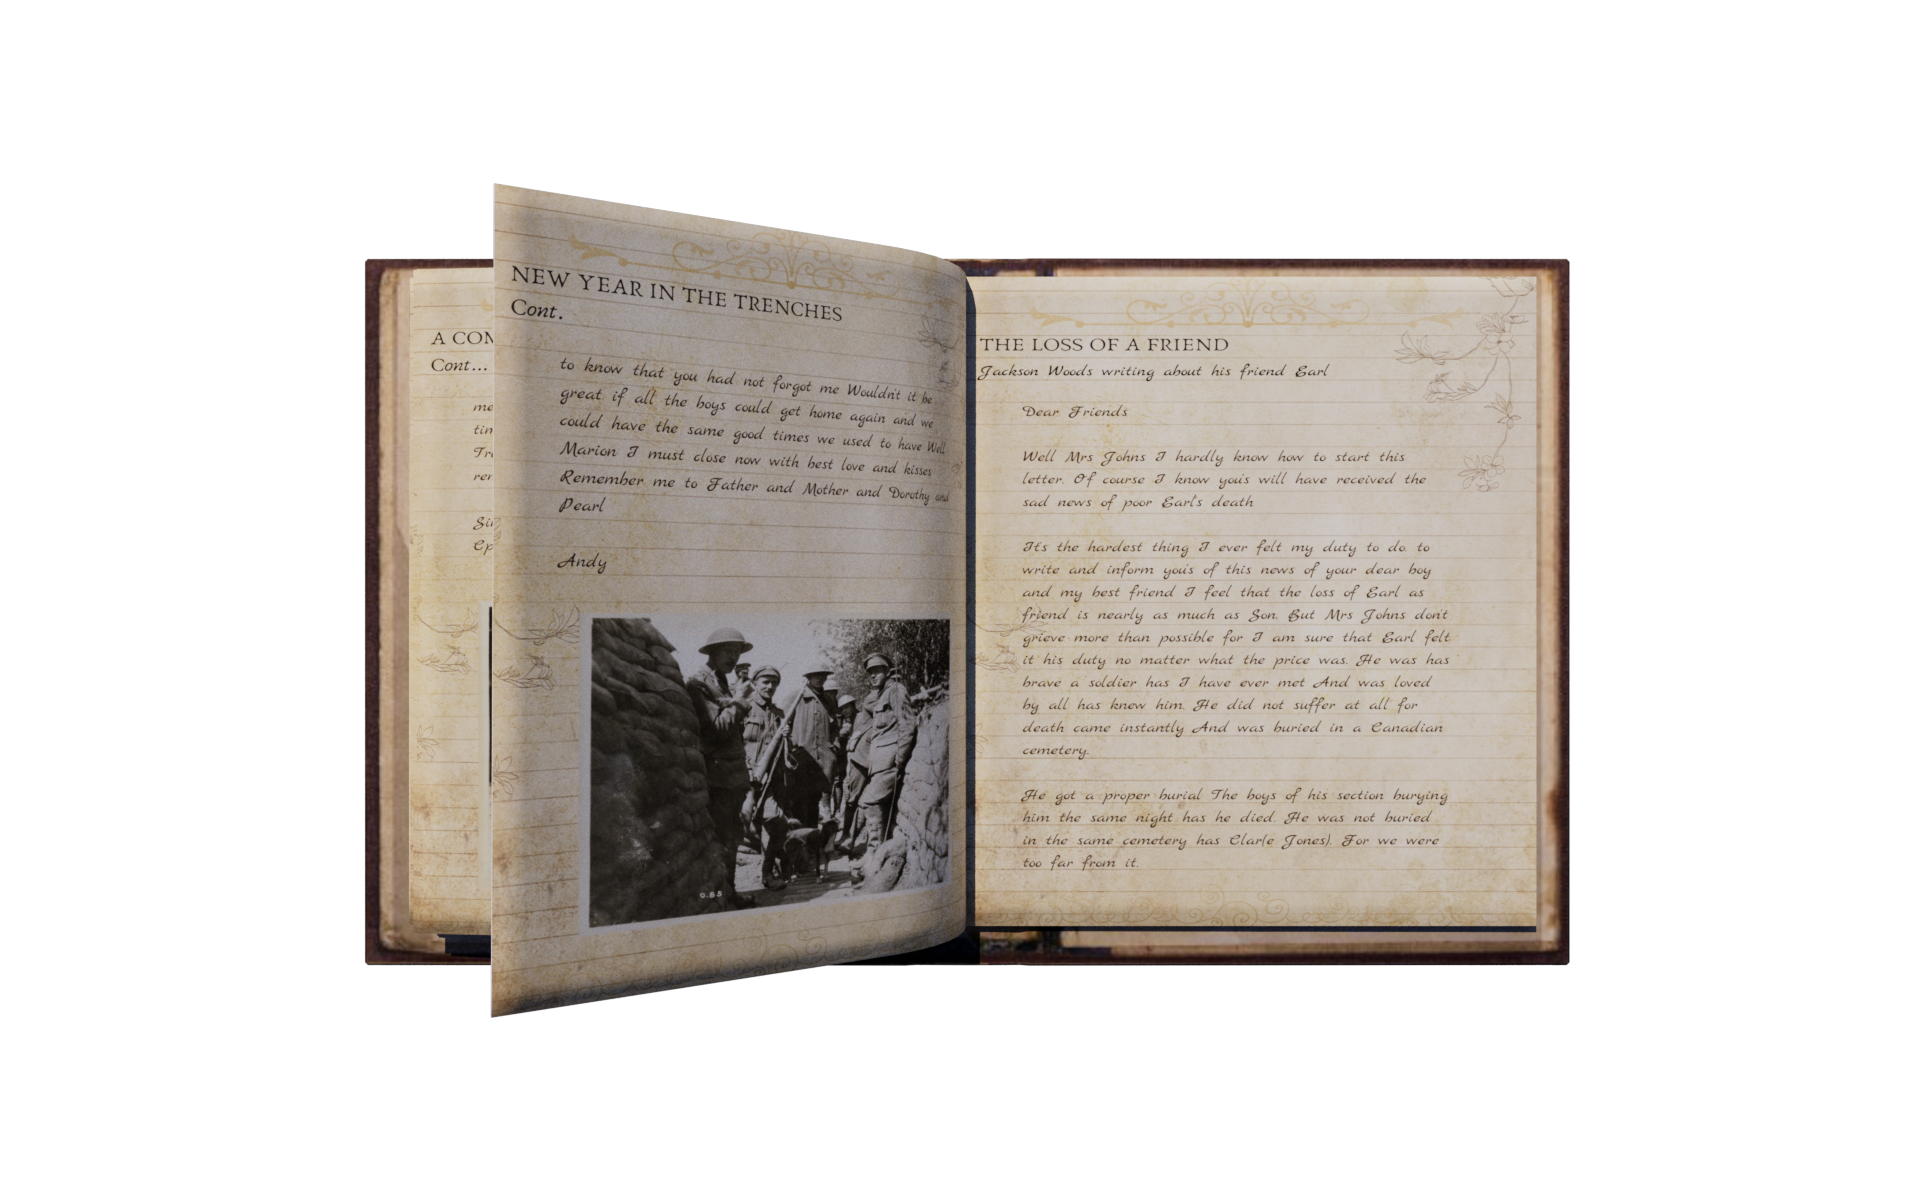 A CON
Cont...
me
tin
Tr
ren
Si
Ep
NEW YEAR IN THE TRENCHES
Cont.
to know that you had not forgot me Wouldn't it be
great if all the boys could get home again and we
could have the same good times we used to have Well
Marion I must close now with best love and kisses
Remember me to Father and Mother and Dorothy and
Pearl
Andy
O.65
THE LOSS OF A FRIEND
Jackson Woods writing about his friend Earl
Dear Friends
Well Mrs Johns I hardly know how to start this
letter. Of course I know you's will have received the
sad news of poor Earl's death
It's the hardest thing I ever felt my duty to do. to
write and inform you's of this news of your dear boy
and my best friend I feel that the loss of Earl as
friend is nearly as much as Son. But Mrs Johns don't
grieve more than possible for I am sure that Earl felt
it his duty no matter what the price was. He was has
brave a soldier has I have ever met And was loved
by all has knew him. He did not suffer at all for
death came instantly And was buried in a Canadian
cemetery.
He got a proper burial The boys of his section burying
him the same night has he died. He was not buried
in the same cemetery has Clar(e Jones). For we were
too far from it.